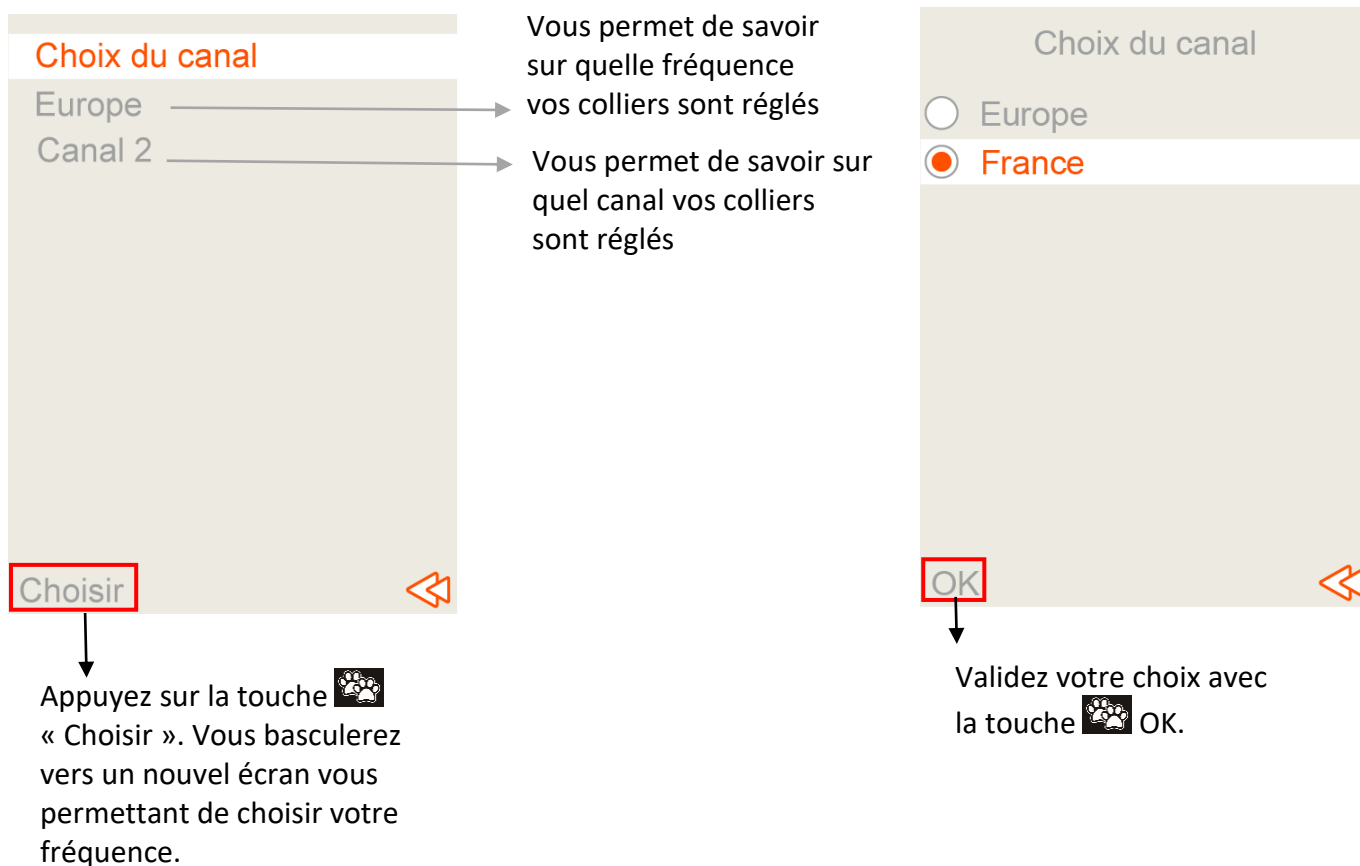 Choix du canal
Europe
Canal 2
Choisir
Vous permet de savoir
sur quelle fréquence
vos colliers sont réglés
Vous permet de savoir sur
quel canal vos colliers
sont réglés
Appuyez sur la touche
« Choisir ». Vous basculerez
vers un nouvel écran vous
permettant de choisir votre
fréquence.
Choix du canal
Europe
France
OK
Validez votre choix avec
la touche OK.